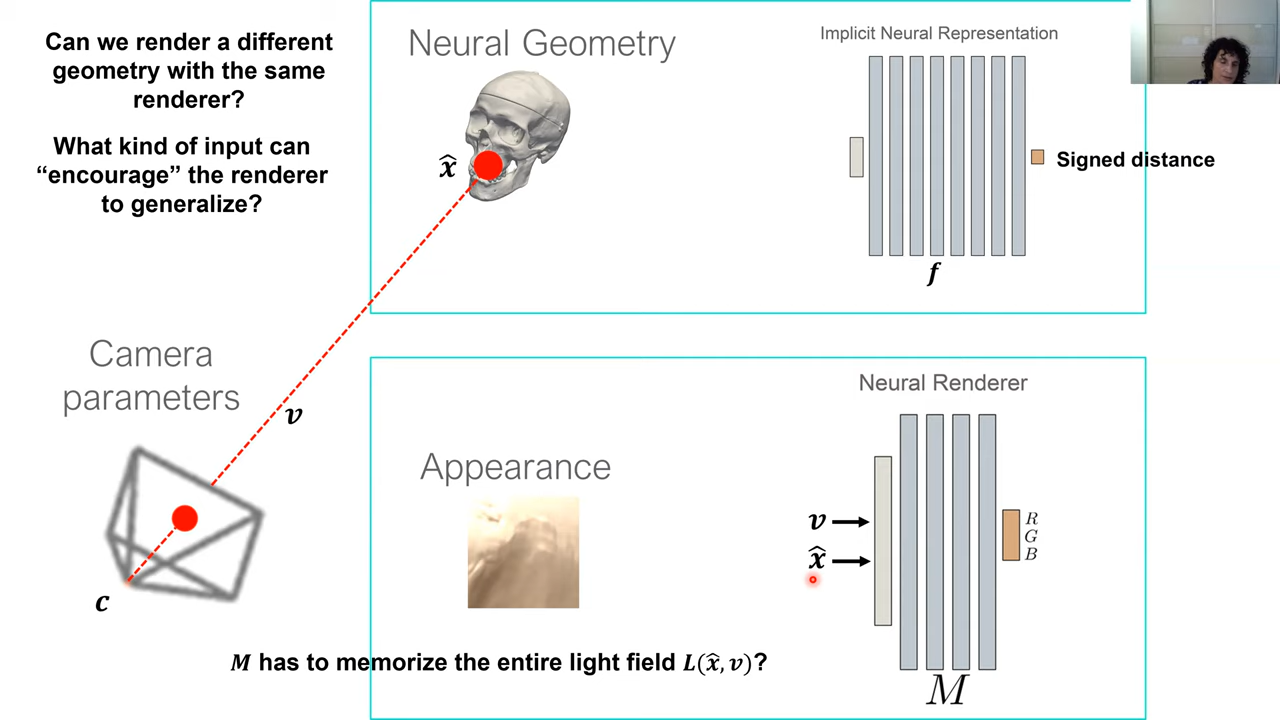 Can we render a different
geometry with the same
renderer?
What kind of input can
“encourage” the renderer
to generalize?
Neural Geometry
x̂
Implicit Neural Representation
Signed distance
f
Camera
parameters
v
c
Appearance
Neural Renderer
v
x̂
R
G
B
M
M has to memorize the entire light field L(x̂, v)?